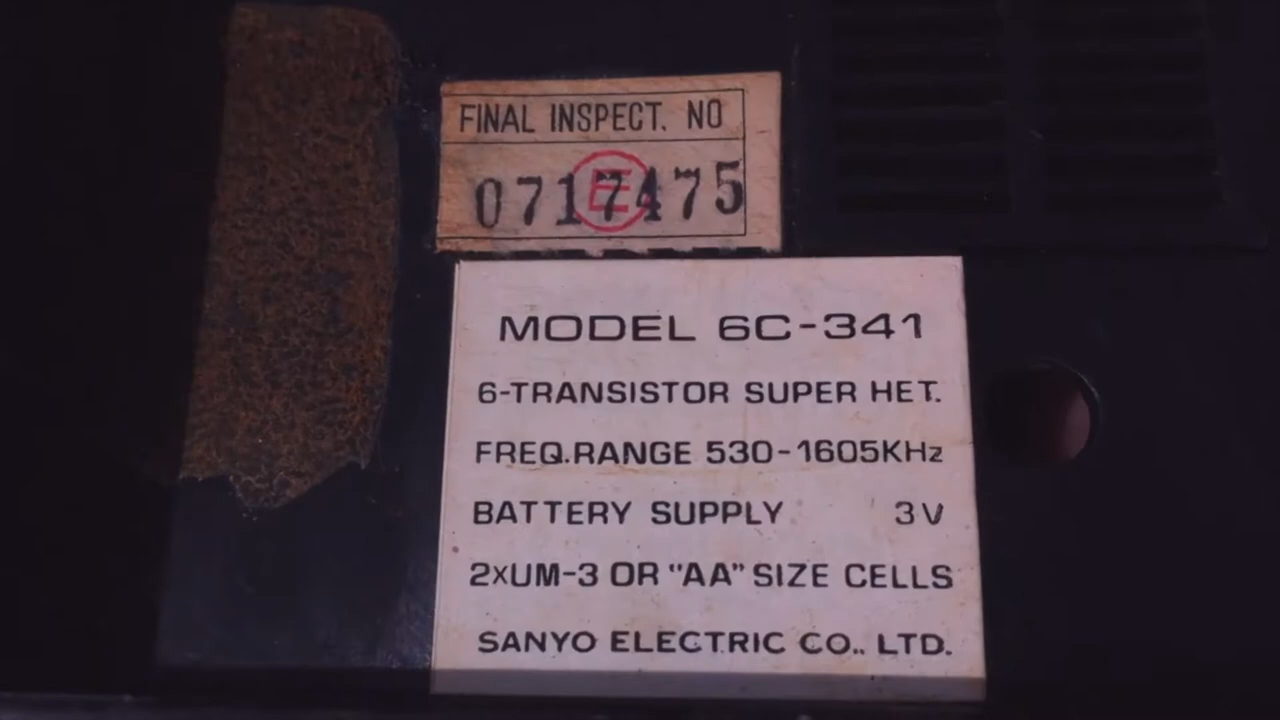 FINAL INSPECT. NO
0717475
MODEL 6C-341
6-TRANSISTOR SUPER HET.
FREQ.RANGE 530-1605KHz
BATTERY SUPPLY 3V
2xUM-3 OR "AA" SIZE CELLS
SANYO ELECTRIC CO., LTD.